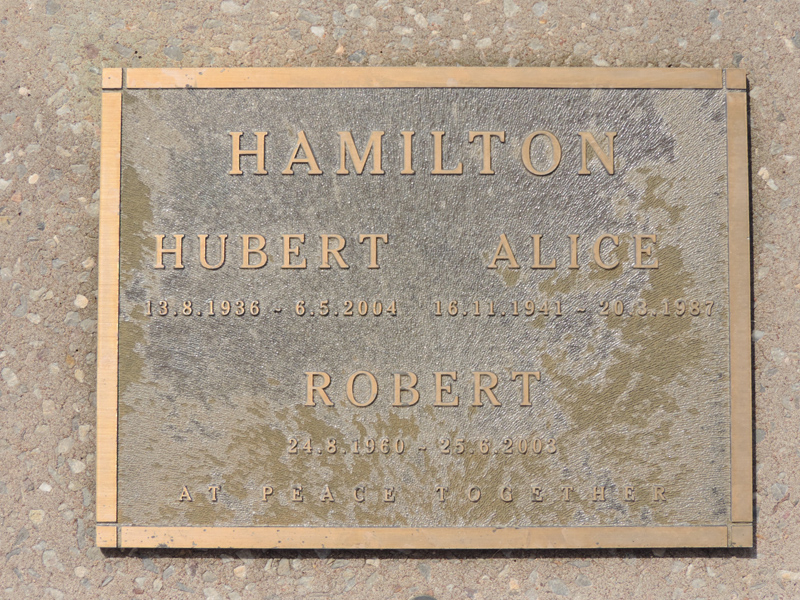 HAMILTON
HUBERT ALICE
13.8.1936 ~ 6.5.2004 16.11.1941 ~ 20.3.1987
ROBERT
24.8.1960 ~ 25.6.2003
AT PEACE TOGETHER